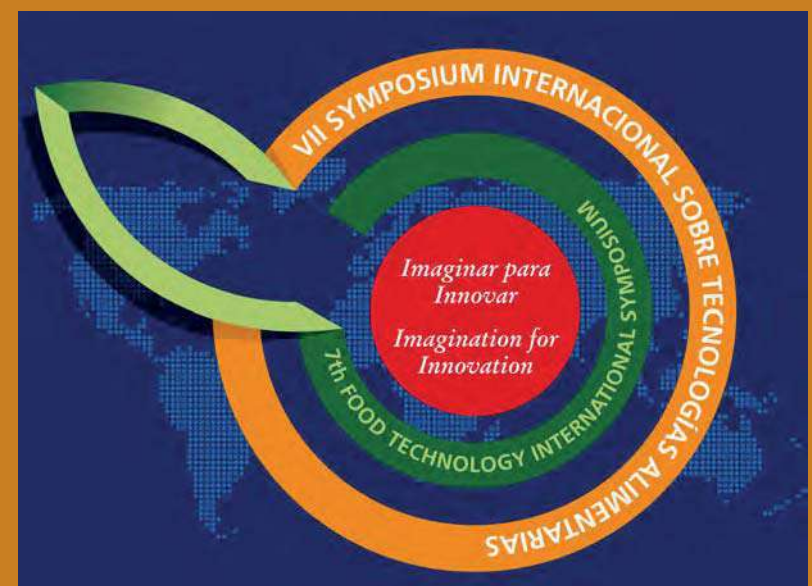 VII SYMPOSIUM INTERNACIONAL SOBRE TECNOLOGÍAS ALIMENTARIAS
7th FOOD TECHNOLOGY INTERNATIONAL SYMPOSIUM
Imaginar para
Innovar
Imagination for
Innovation